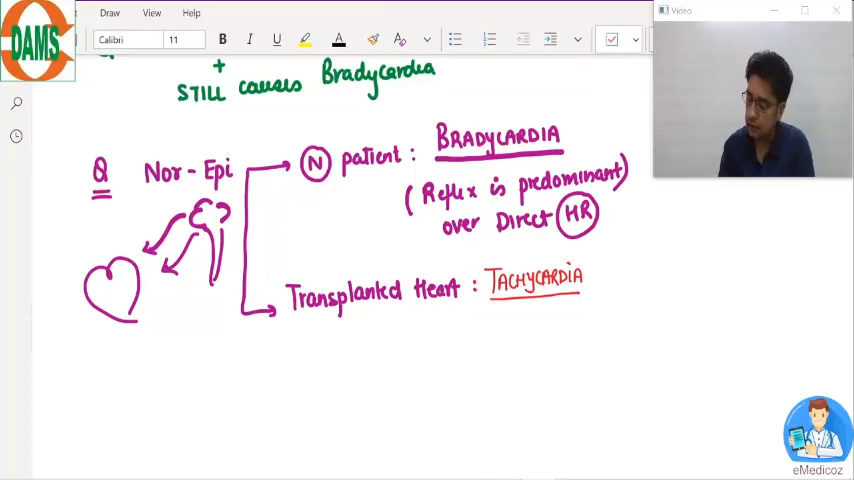 Draw View Help
DAMS
Calibri 11 B I U A
Video
+
STILL causes Bradycardia
Q Nor-Epi
N patient : BRADYCARDIA
(Reflex is predominant)
over Direct HR
Transplanted Heart : TACHYCARDIA
eMedicoz